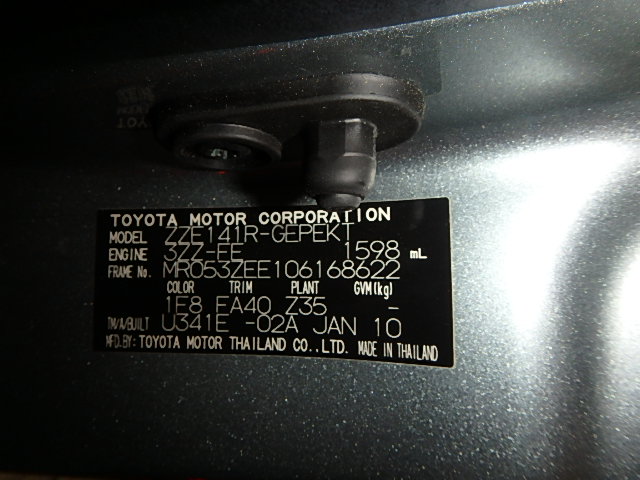 TOYOTA MOTOR CORPORATION
MODEL ZZE141R-GEPEKT
ENGINE 3ZZ-FE 1598 mL
FRAME No. MR053ZEE106168622
COLOR TRIM PLANT GVM(kg)
1F8 FA40 Z35 -
TM/A/BUILT U341E -02A JAN 10
MFD.BY: TOYOTA MOTOR THAILAND CO.,LTD. MADE IN THAILAND